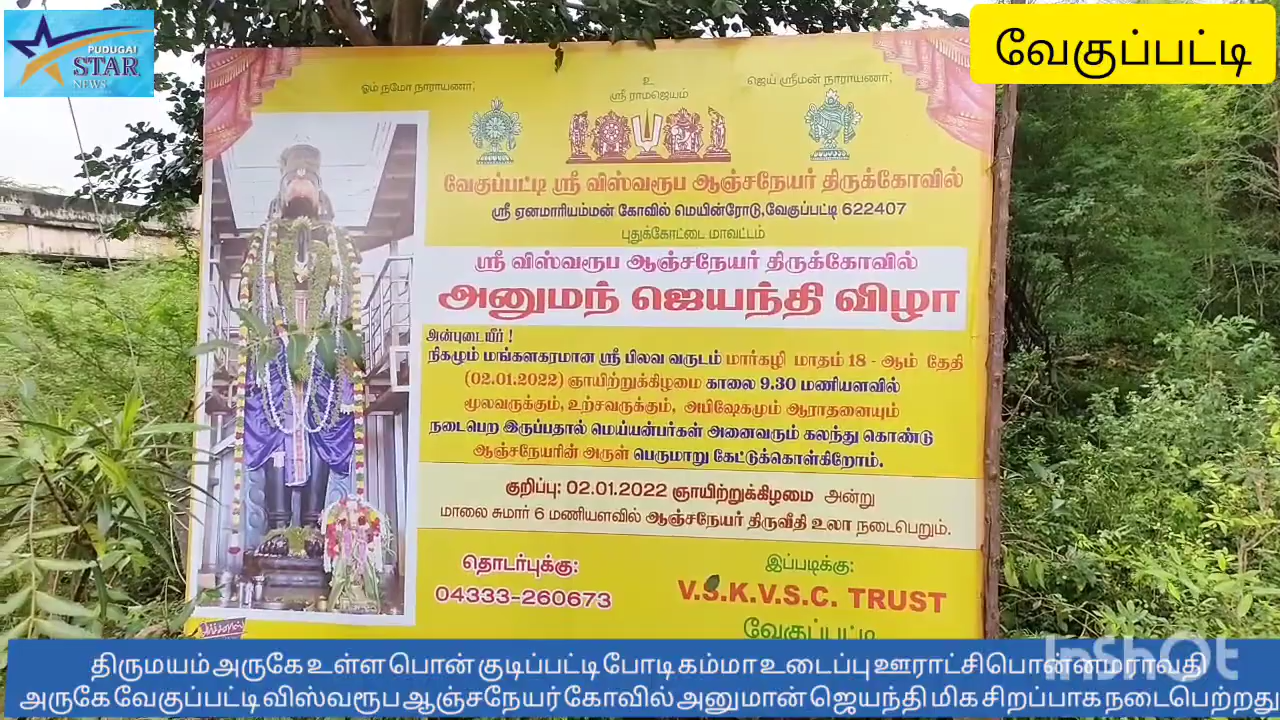 PUDUGAI
STAR
NEWS
வேகுப்பட்டி
ஓம் நமோ நாராயணா;
உ
ஸ்ரீ ராமஜெயம்
ஜெய் ஸ்ரீமன் நாராயணா;
வேகுப்பட்டி ஸ்ரீ விஸ்வரூப ஆஞ்சநேயர் திருக்கோவில்
ஸ்ரீ ஏனமாரியம்மன் கோவில் மெயின்ரோடு,வேகுப்பட்டி 622407
புதுக்கோட்டை மாவட்டம்
ஸ்ரீ விஸ்வரூப ஆஞ்சநேயர் திருக்கோவில்
அனுமந் ஜெயந்தி விழா
அன்புடையீர் !
நிகழும் மங்களகரமான ஸ்ரீ பிலவ வருடம் மார்கழி மாதம் 18 - ஆம் தேதி
(02.01.2022) ஞாயிற்றுக்கிழமை காலை 9.30 மணியளவில்
மூலவருக்கும், உற்சவருக்கும், அபிஷேகமும் ஆராதனையும்
நடைபெற இருப்பதால் மெய்யன்பர்கள் அனைவரும் கலந்து கொண்டு
ஆஞ்சநேயரின் அருள் பெருமாறு கேட்டுக்கொள்கிறோம்.
குறிப்பு: 02.01.2022 ஞாயிற்றுக்கிழமை அன்று
மாலை சுமார் 6 மணியளவில் ஆஞ்சநேயர் திருவீதி உலா நடைபெறும்.
தொடர்புக்கு:
04333-260673
இப்படிக்கு:
V.S.K.V.S.C. TRUST
வேகுப்பட்டி
InShOt
திருமயம் அருகே உள்ள பொன் குடிப்பட்டி போடிகம்மா உடைப்பு ஊராட்சி பொன்னமராவதி
அருகே வேகுப்பட்டி விஸ்வரூப ஆஞ்சநேயர் கோவில் அனுமான் ஜெயந்தி மிக சிறப்பாக நடைபெற்றது